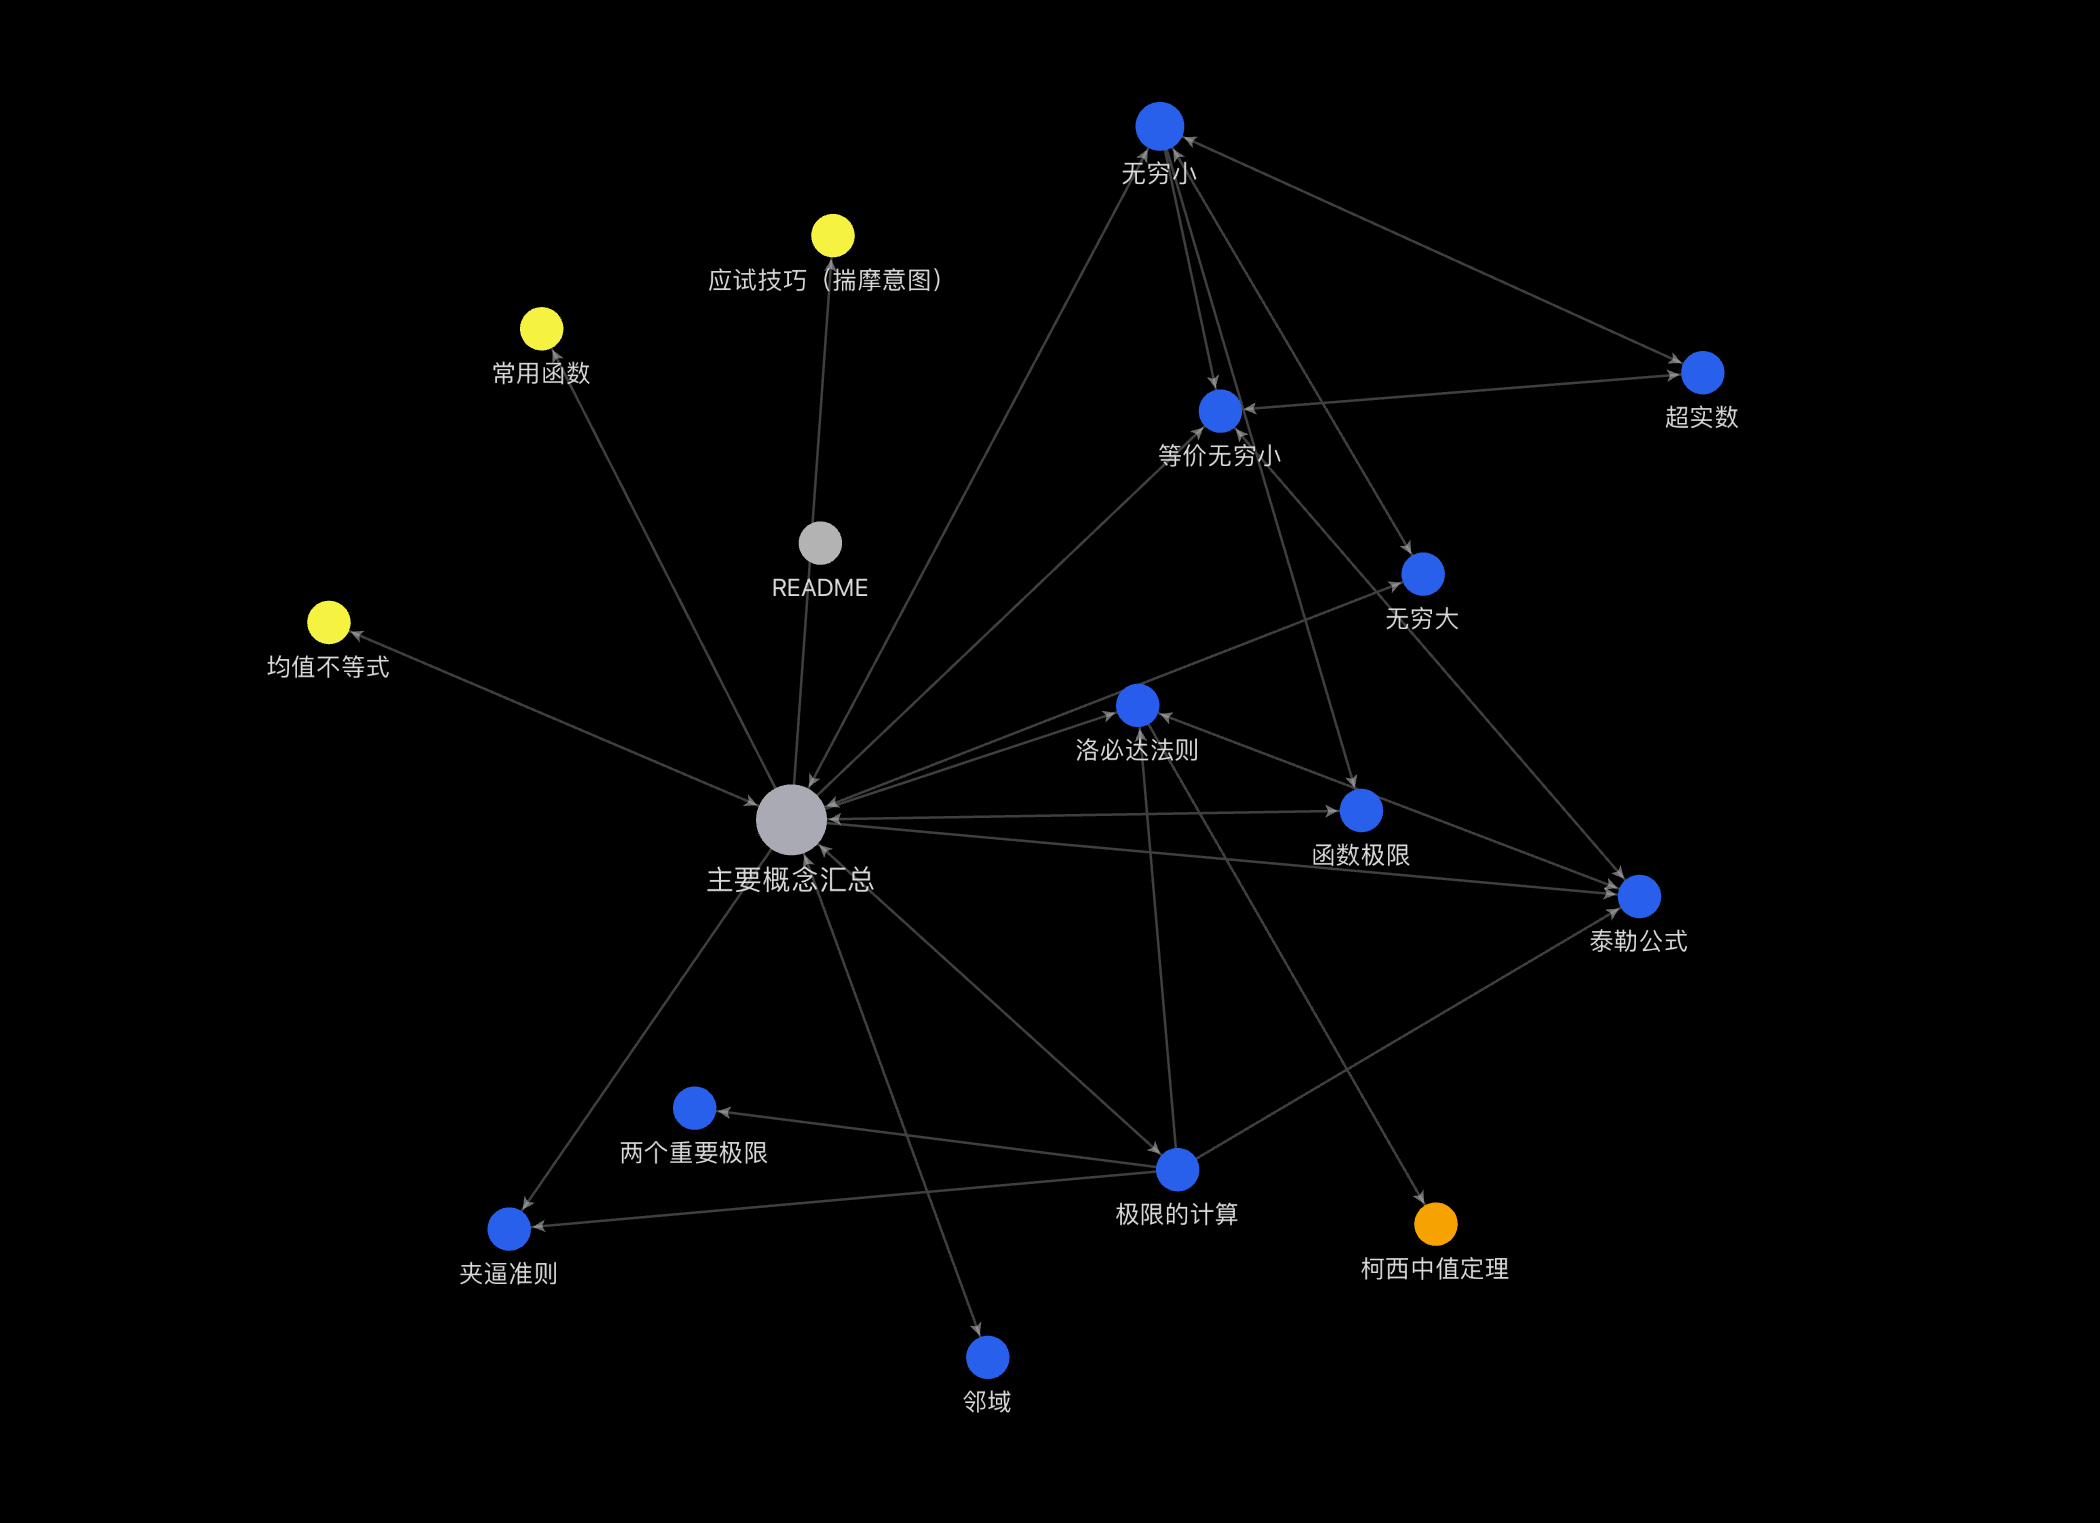 无穷小
应试技巧（揣摩意图）
常用函数
超实数
等价无穷小
README
无穷大
均值不等式
洛必达法则
函数极限
主要概念汇总
泰勒公式
两个重要极限
极限的计算
柯西中值定理
夹逼准则
邻域